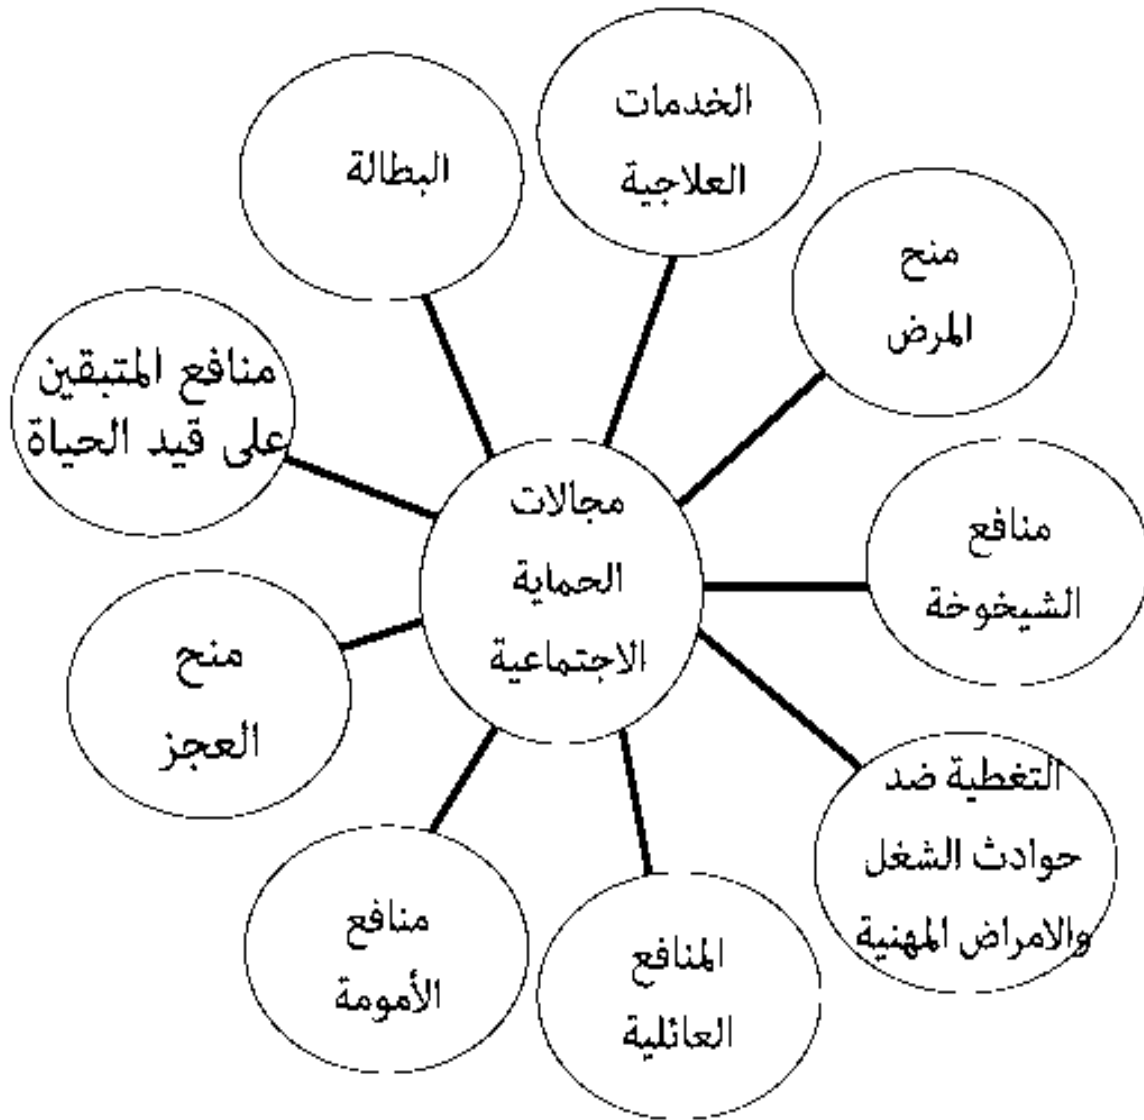 مجالات
الحماية
الاجتماعية
الخدمات
العلاجية
منح
المرض
منافع
الشيخوخة
التغطية ضد
حوادث الشغل
والامراض المهنية
المنافع
العائلية
منافع
الأمومة
منح
العجز
منافع المتبقين
على قيد الحياة
البطالة